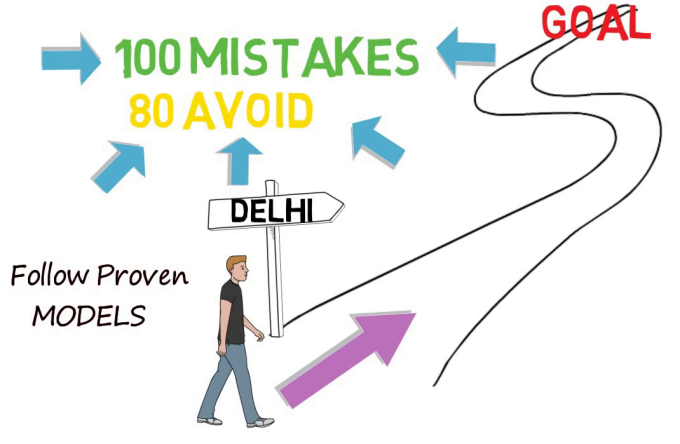 GOAL
100 MISTAKES
80 AVOID
DELHI
Follow Proven
MODELS